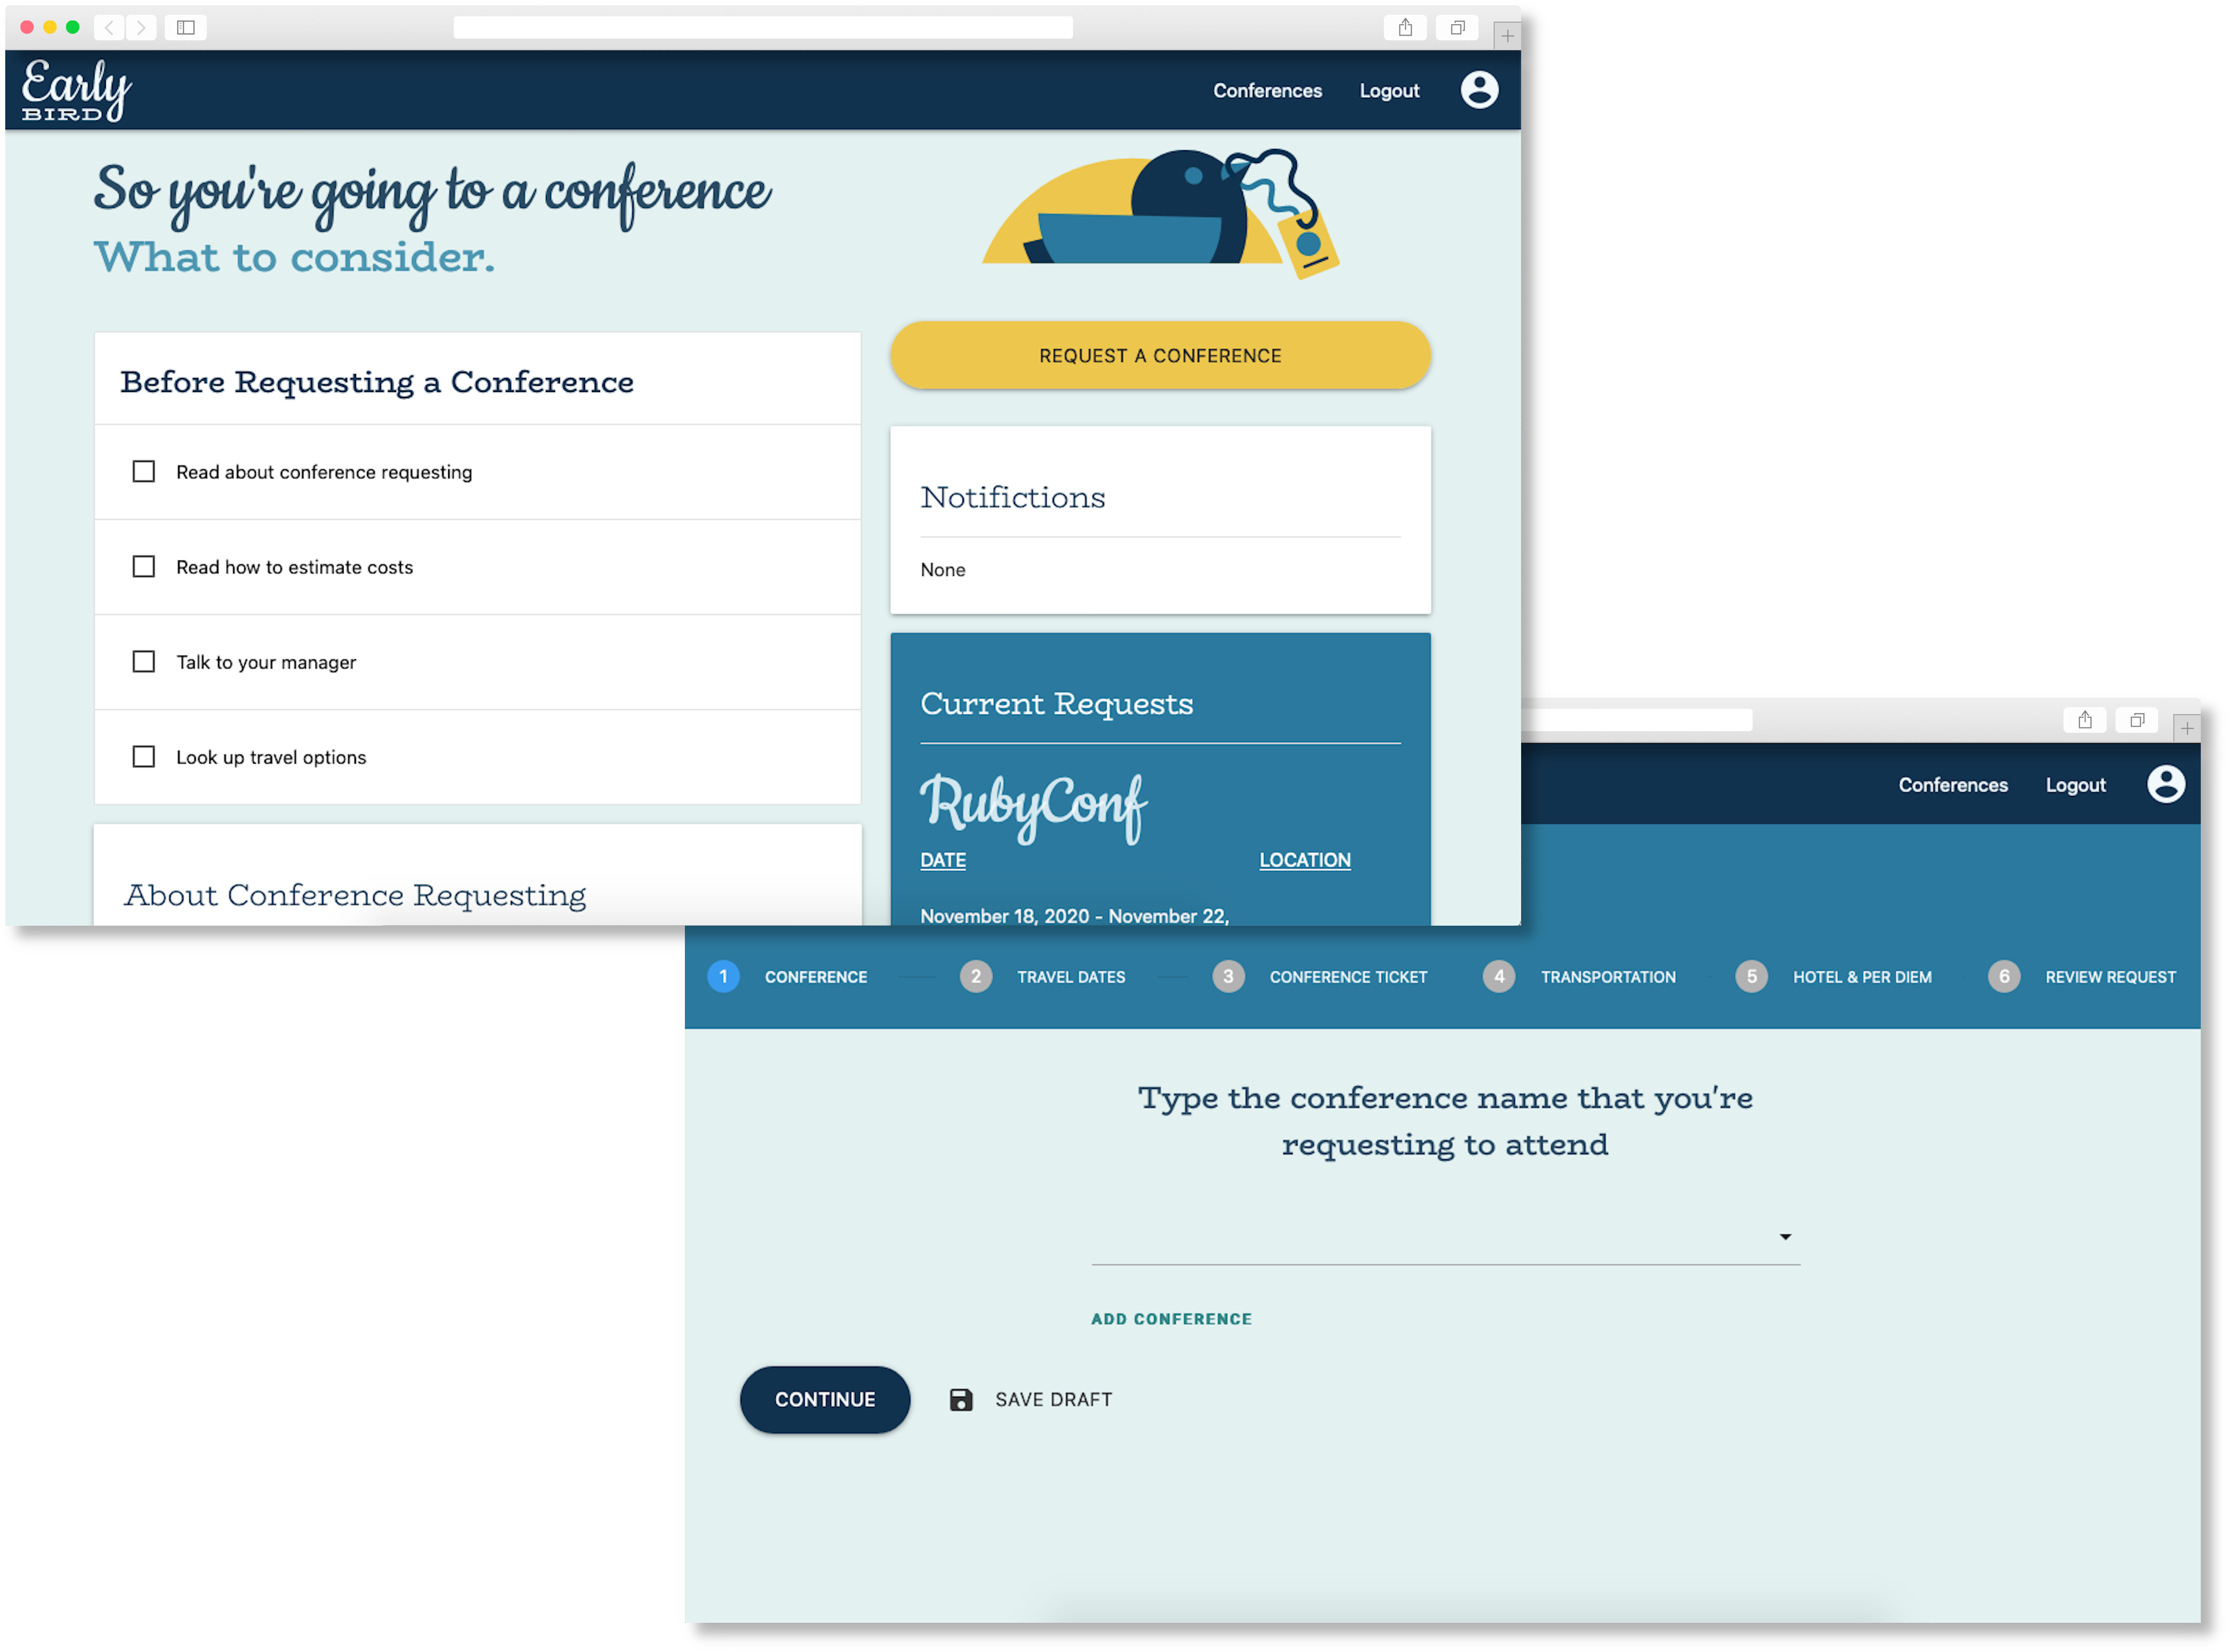 Early
BIRD
Conferences
Logout
So you're going to a conference
What to consider.
REQUEST A CONFERENCE
Before Requesting a Conference
Read about conference requesting
Read how to estimate costs
Talk to your manager
Look up travel options
About Conference Requesting
Notifictions
None
Current Requests
RubyConf
DATE
LOCATION
November 18, 2020 - November 22,
Conferences
Logout
1 CONFERENCE
2 TRAVEL DATES
3 CONFERENCE TICKET
4 TRANSPORTATION
5 HOTEL & PER DIEM
6 REVIEW REQUEST
Type the conference name that you're
requesting to attend
ADD CONFERENCE
CONTINUE
SAVE DRAFT